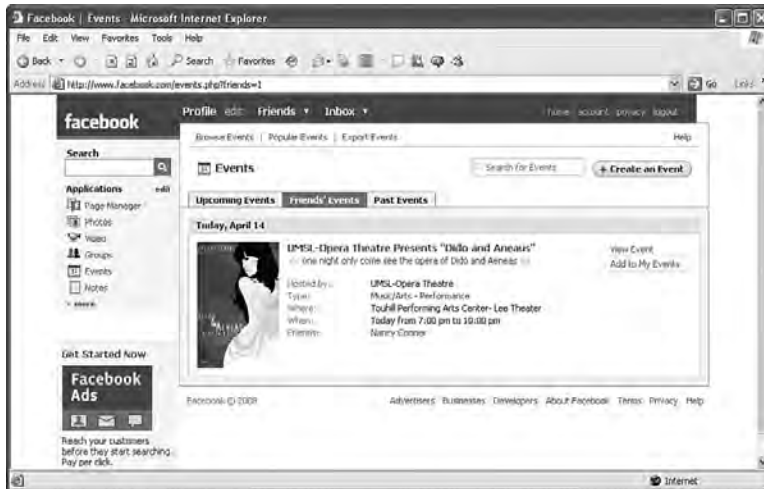 Facebook | Events - Microsoft Internet Explorer
File Edit View Favorites Tools Help
Back Search Favorites
Address http://www.facebook.com/events.php?friends=1 Go Links
facebook Profile edit Friends Inbox home account privacy logout
Browse Events | Popular Events | Export Events Help
Search
Events Search for Events + Create an Event
Applications edit
Page Manager
Photos
Video
Groups
Events
Notes
more
Upcoming Events Friends' Events Past Events
Today, April 14
UMSL-Opera Theatre Presents "Dido and Aneaus"
one night only come see the opera of Dido and Aeneas
View Event
Add to My Events
Hosted by: UMSL-Opera Theatre
Type: Music/Arts - Performance
Where: Touhill Performing Arts Center- Lee Theater
When: Today from 7:00 pm to 10:00 pm
Friends: Nancy Conner
Get Started Now
Facebook
Ads
Reach your customers
before they start searching.
Pay per click.
Facebook © 2008 Advertisers Businesses Developers About Facebook Terms Privacy Help
Internet